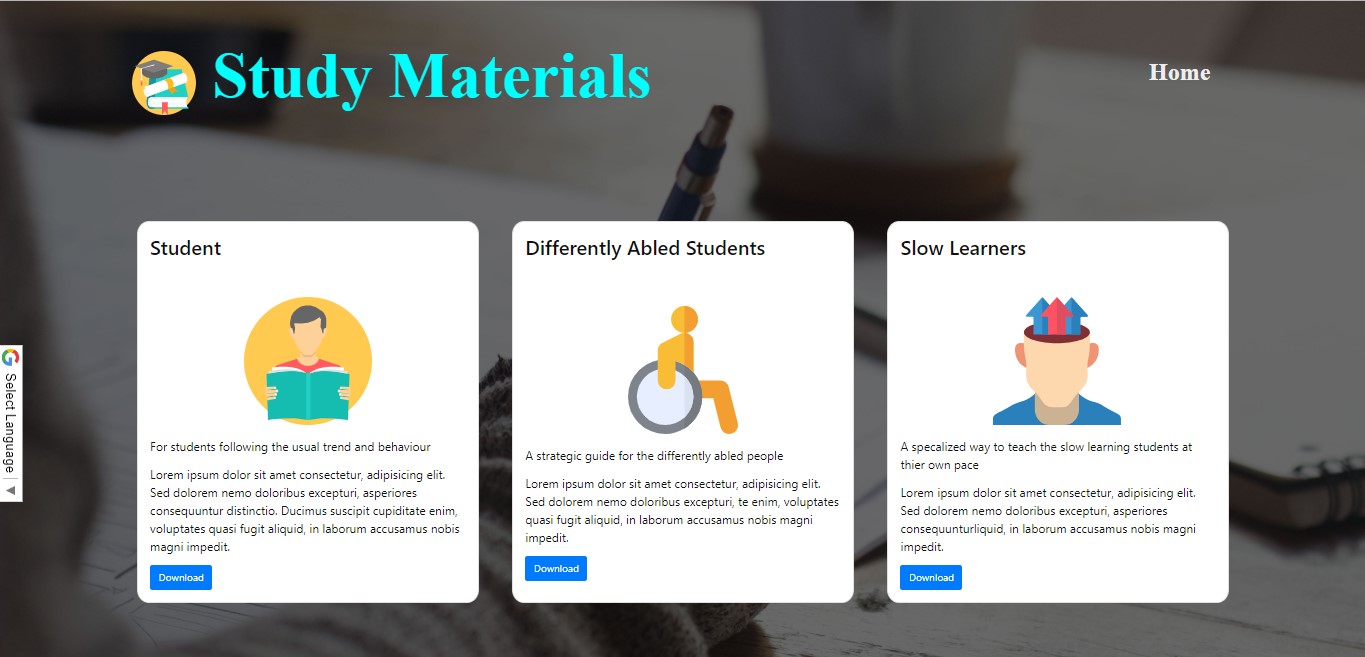 Study Materials
Home
Student
For students following the usual trend and behaviour
Lorem ipsum dolor sit amet consectetur, adipisicing elit.
Sed dolorem nemo doloribus excepturi, asperiores
consequuntur distinctio. Ducimus suscipit cupiditate enim,
voluptates quasi fugit aliquid, in laborum accusamus nobis
magni impedit.
Download
Differently Abled Students
A strategic guide for the differently abled people
Lorem ipsum dolor sit amet consectetur, adipisicing elit.
Sed dolorem nemo doloribus excepturi, te enim, voluptates
quasi fugit aliquid, in laborum accusamus nobis magni
impedit.
Download
Slow Learners
A specalized way to teach the slow learning students at
thier own pace
Lorem ipsum dolor sit amet consectetur, adipisicing elit.
Sed dolorem nemo doloribus excepturi, asperiores
consequunturliquid, in laborum accusamus nobis magni
impedit.
Download
Select Language